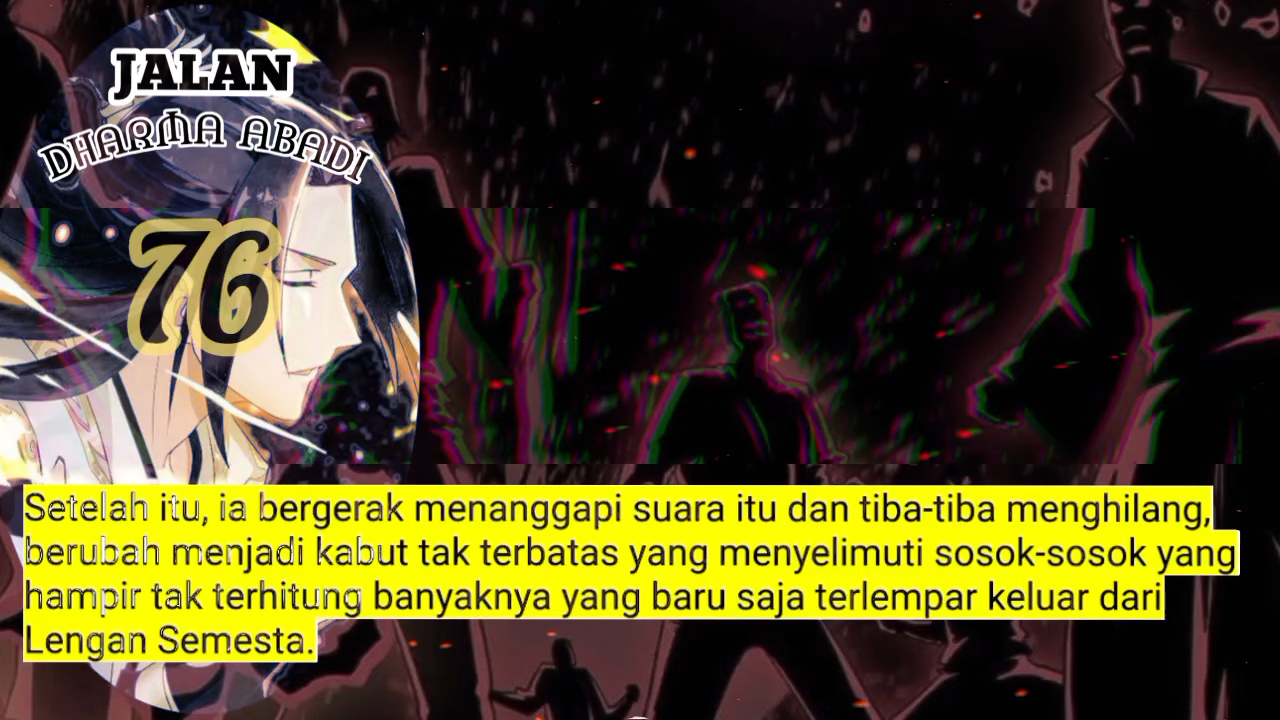 JALAN
DHARMA ABADI
76
Setelah itu, ia bergerak menanggapi suara itu dan tiba-tiba menghilang,
berubah menjadi kabut tak terbatas yang menyelimuti sosok-sosok yang
hampir tak terhitung banyaknya yang baru saja terlempar keluar dari
Lengan Semesta.